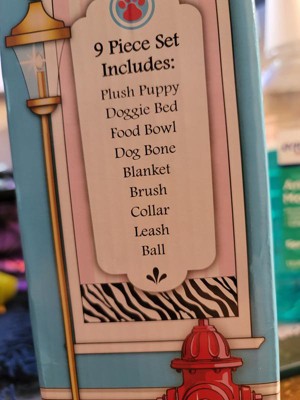 9 Piece Set
Includes:
Plush Puppy
Doggie Bed
Food Bowl
Dog Bone
Blanket
Brush
Collar
Leash
Ball